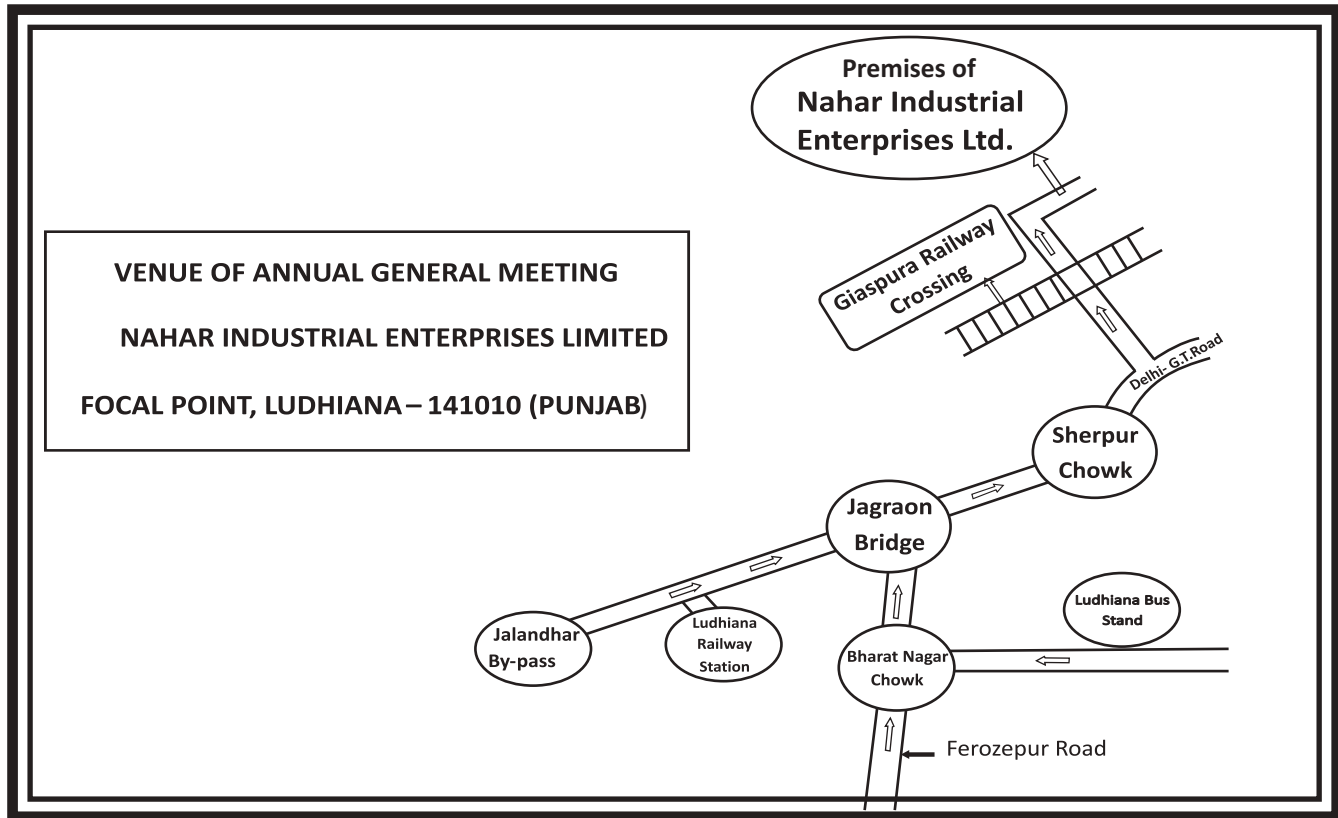 Premises of
Nahar Industrial
Enterprises Ltd.
VENUE OF ANNUAL GENERAL MEETING
NAHAR INDUSTRIAL ENTERPRISES LIMITED
FOCAL POINT, LUDHIANA – 141010 (PUNJAB)
Giaspura Railway
Crossing
Delhi- G.T.Road
Sherpur
Chowk
Jagraon
Bridge
Ludhiana Bus
Stand
Jalandhar
By-pass
Ludhiana
Railway
Station
Bharat Nagar
Chowk
Ferozepur Road